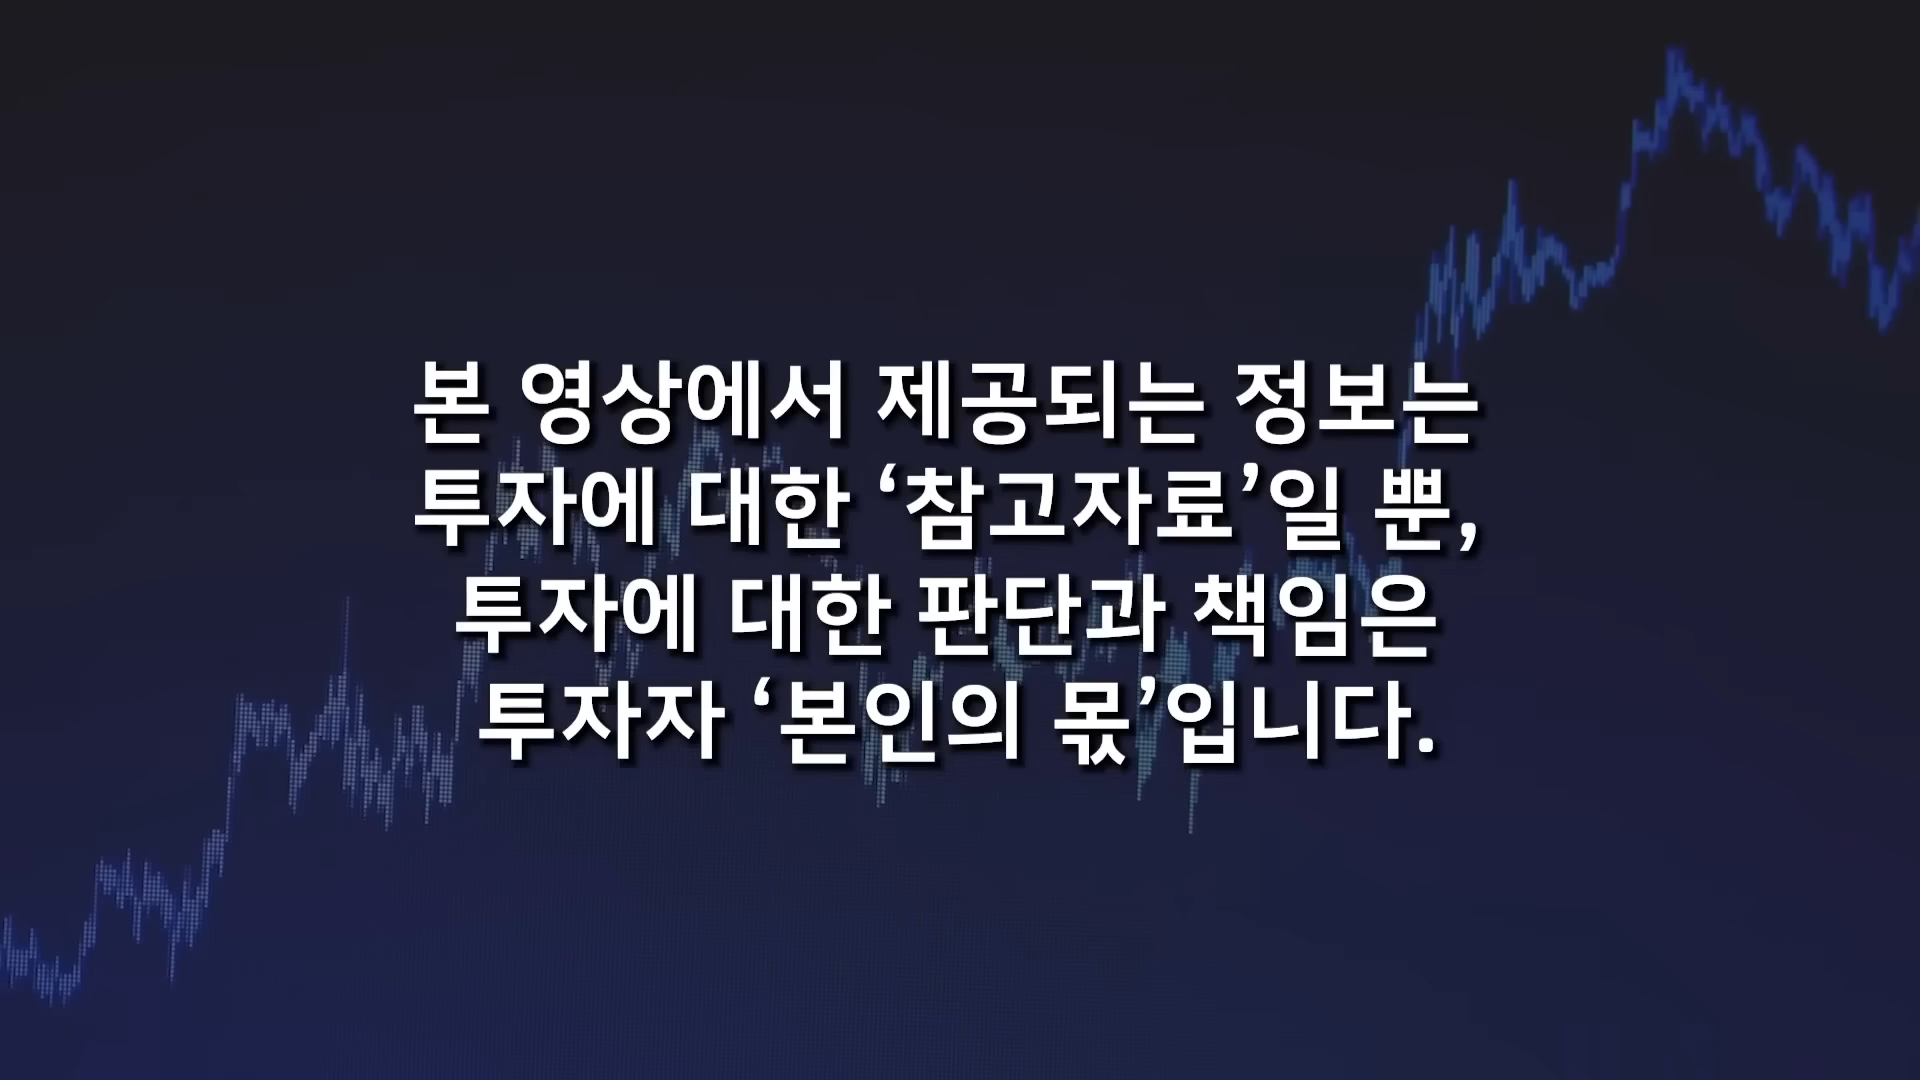 본 영상에서 제공되는 정보는
투자에 대한 ‘참고자료’일 뿐,
투자에 대한 판단과 책임은
투자자 ‘본인의 몫’입니다.